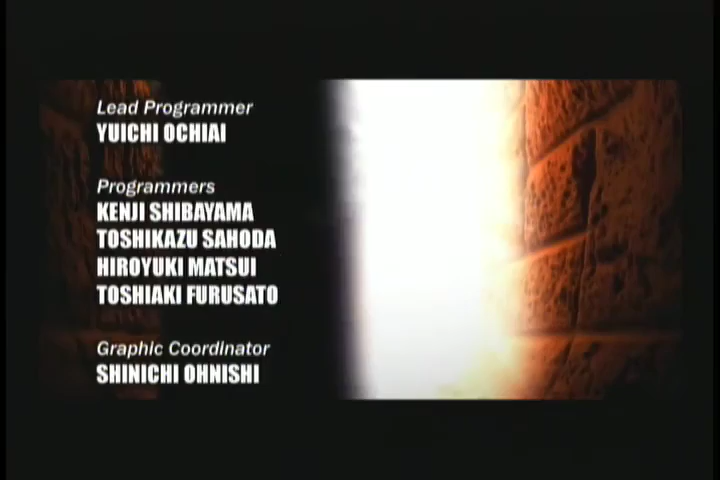 Lead Programmer
YUICHI OCHIAI
Programmers
KENJI SHIBAYAMA
TOSHIKAZU SAHODA
HIROYUKI MATSUI
TOSHIAKI FURUSATO
Graphic Coordinator
SHINICHI OHNISHI